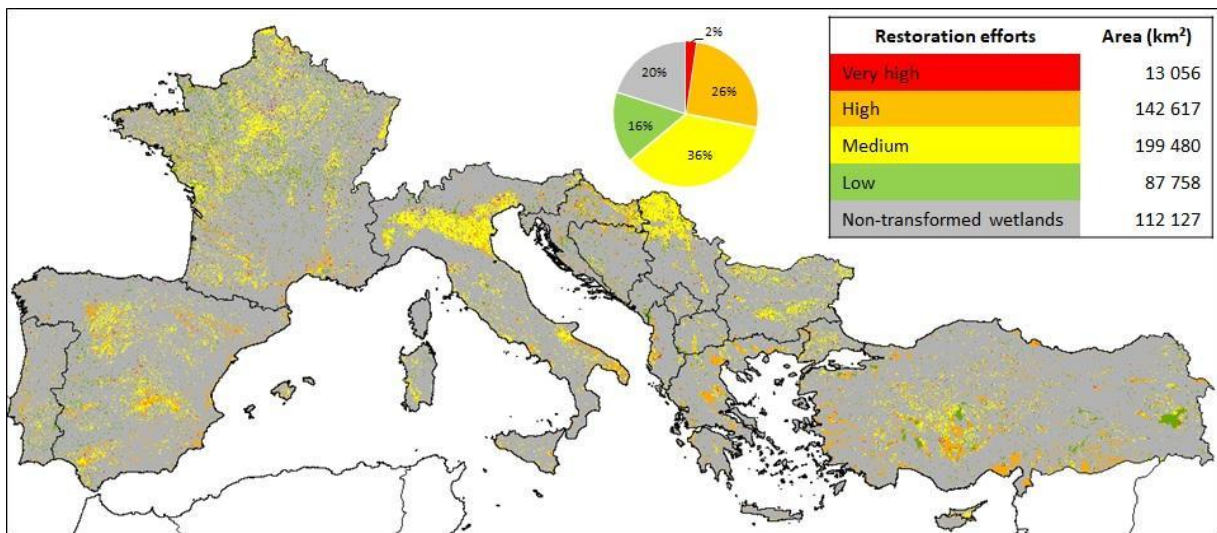 2%
26%
36%
16%
20%
Restoration efforts Area (km²)
Very high 13 056
High 142 617
Medium 199 480
Low 87 758
Non-transformed wetlands 112 127